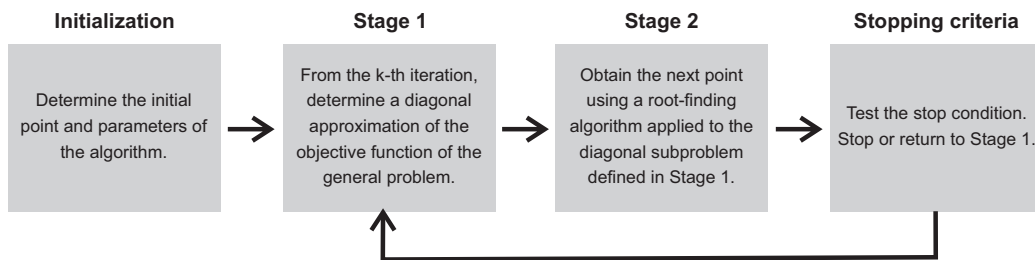 Initialization
Determine the initial
point and parameters of
the algorithm.
Stage 1
From the k-th iteration,
determine a diagonal
approximation of the
objective function of the
general problem.
Stage 2
Obtain the next point
using a root-finding
algorithm applied to the
diagonal subproblem
defined in Stage 1.
Stopping criteria
Test the stop condition.
Stop or return to Stage 1.